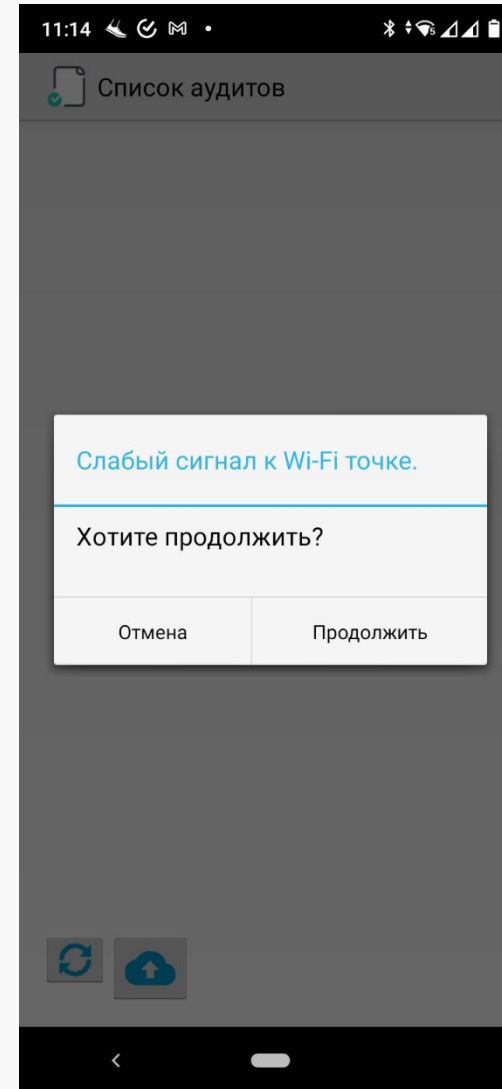 11:14
Список аудитов
Слабый сигнал к Wi-Fi точке.
Хотите продолжить?
Отмена
Продолжить